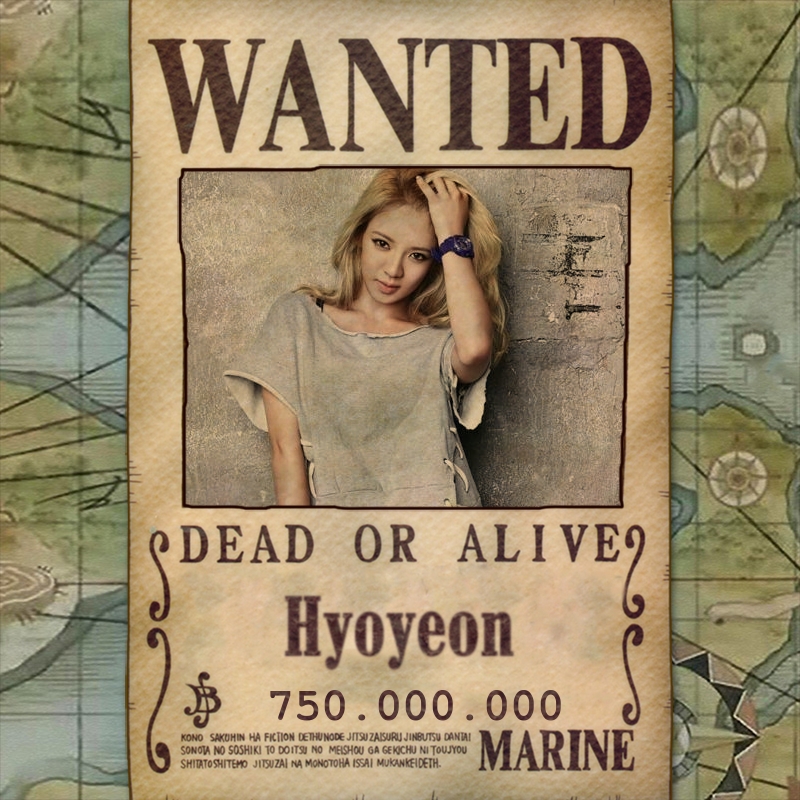 WANTED
DEAD OR ALIVE
Hyoyeon
750.000.000
KONO SAKUHIN HA FICTION DETHUNODE JITSUZAISURU JINBUTSU DANTAI
SONOTA NO SOSHIKI TO DOITSU NO MEISHOU GA GEKICHU NI TOUJYOU
SHITATOSHITEMO JITSUZAI NA MONOTOHA ISSAI MUKANKEIDETH.
MARINE